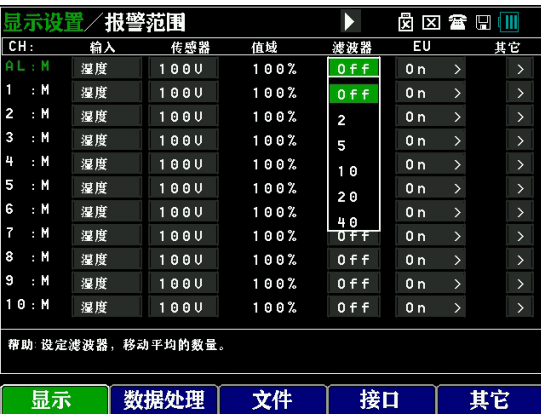 显示设置／报警范围
CH: 输入 传感器 值域 滤波器 EU 其它
AL:M 湿度 100V 100% Off On > >
1 :M 湿度 100V 100% Off On > >
2 :M 湿度 100V 100% 2 On > >
3 :M 湿度 100V 100% 5 On > >
4 :M 湿度 100V 100% 10 On > >
5 :M 湿度 100V 100% 20 On > >
6 :M 湿度 100V 100% 40 On > >
7 :M 湿度 100V 100% Off On > >
8 :M 湿度 100V 100% Off On > >
9 :M 湿度 100V 100% Off On > >
10:M 湿度 100V 100% Off On > >
帮助:设定滤波器，移动平均的数量。
显示 数据处理 文件 接口 其它